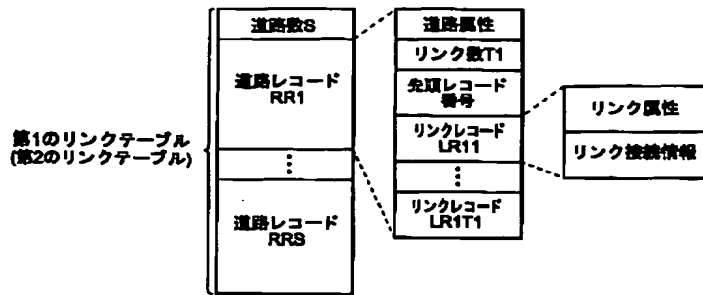 第1のリンクテーブル
(第2のリンクテーブル)
道路数S
道路レコード
RR1
道路レコード
RRS
道路属性
リンク数T1
先頭レコード
番号
リンクレコード
LR11
リンクレコード
LR1T1
リンク属性
リンク接続情報